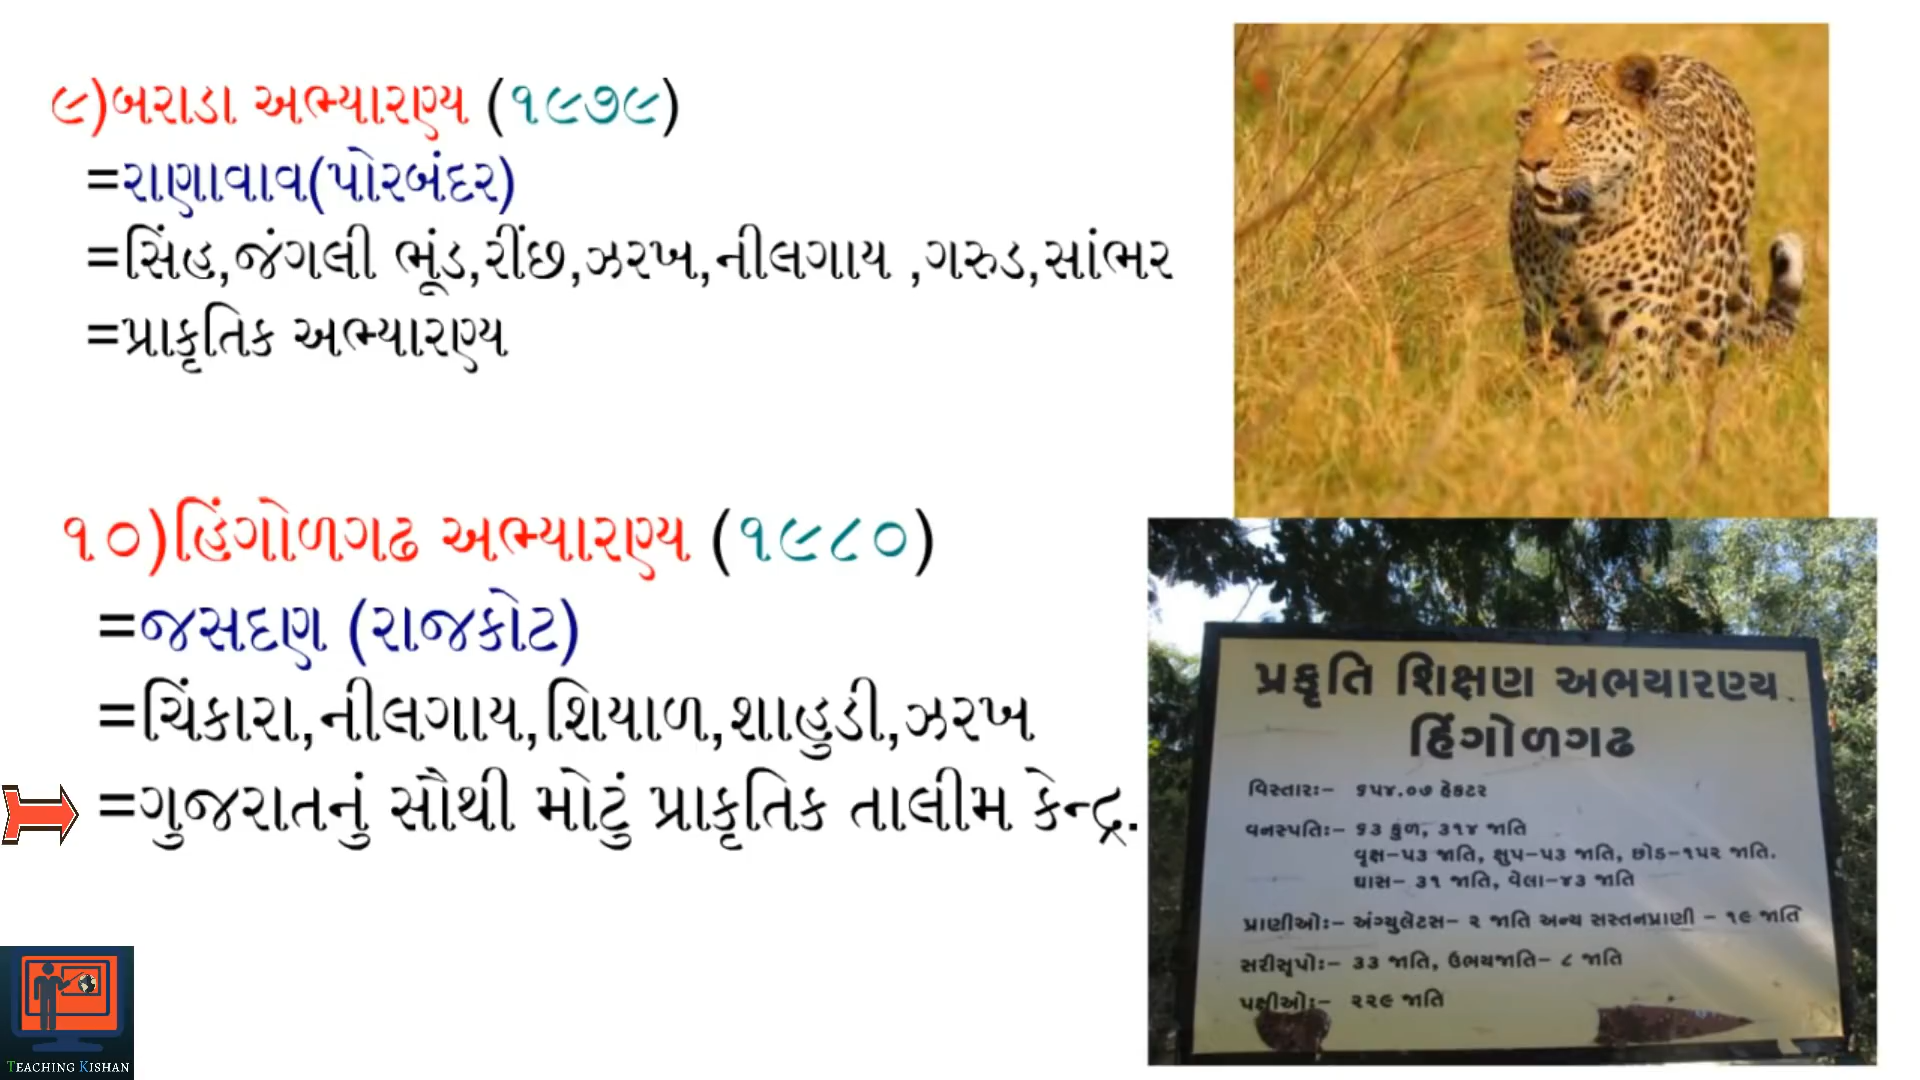 ૯)બરાડા અભ્યારણ્ય (૧૯૭૯)
=રાણાવાવ(પોરબંદર)
=સિંહ,જંગલી ભૂંડ,રીંછ,ઝરખ,નીલગાય ,ગરુડ,સાંભર
=પ્રાકૃતિક અભ્યારણ્ય
૧૦)હિંગોળગઢ અભ્યારણ્ય (૧૯૮૦)
=જસદણ (રાજકોટ)
=ચિંકારા,નીલગાય,શિયાળ,શાહુડી,ઝરખ
=ગુજરાતનું સૌથી મોટું પ્રાકૃતિક તાલીમ કેન્દ્ર.
પ્રકૃતિ શિક્ષણ અભયારણ્ય
હિંગોળગઢ
વિસ્તારઃ- ૬૫૪.૦૭ હેકટર
વનસ્પતિઃ- ૬૩ કુળ, ૩૧૪ જાતિ
વૃક્ષ-૫૩ જાતિ, ક્ષુપ-૫૩ જાતિ, છોડ-૧૫૨ જાતિ.
ઘાસ- ૩૧ જાતિ, વેલા-૪૩ જાતિ
પ્રાણીઓઃ- અંગ્યુલેટસ- ૨ જાતિ અન્ય સસ્તનપ્રાણી - ૧૯ જાતિ
સરીસૃપોઃ- ૩૩ જાતિ, ઉભયજાતિ- ૮ જાતિ
પક્ષીઓઃ- ૨૨૯ જાતિ
TEACHING KISHAN